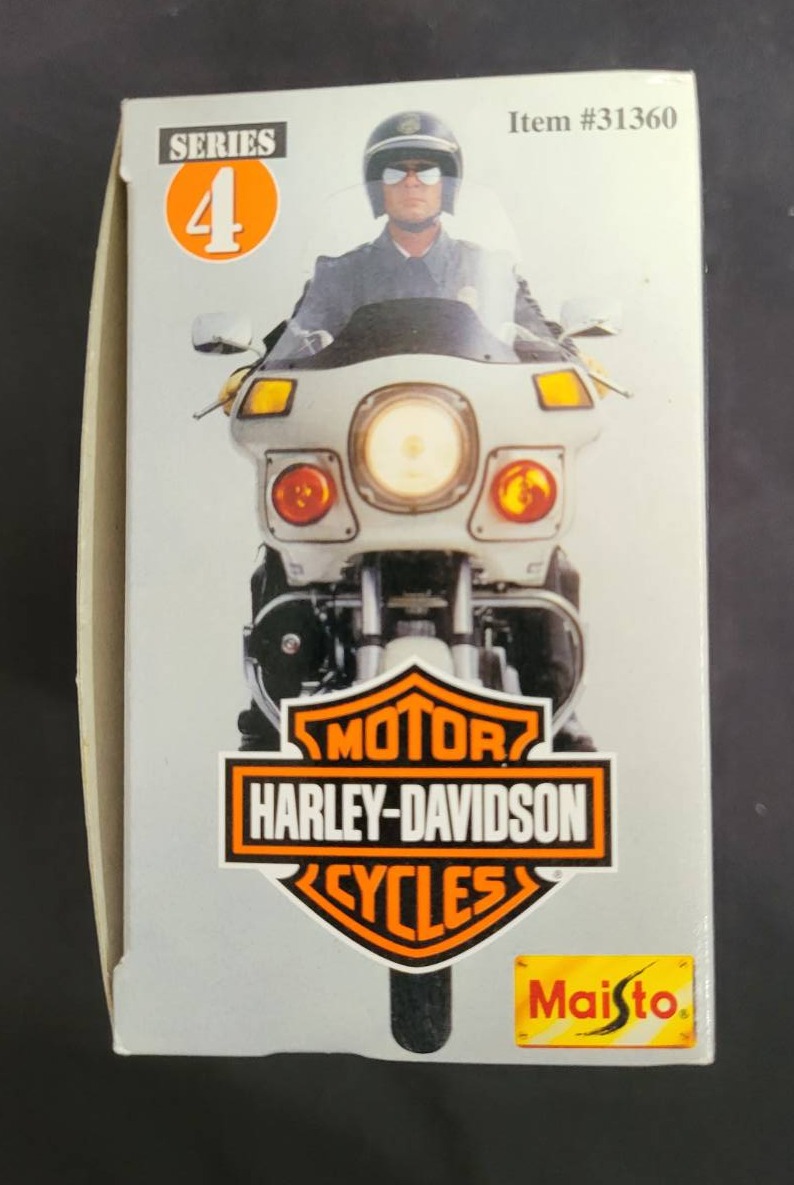 SERIES
4
Item #31360
MOTOR
HARLEY-DAVIDSON
CYCLES
®
Maisto®